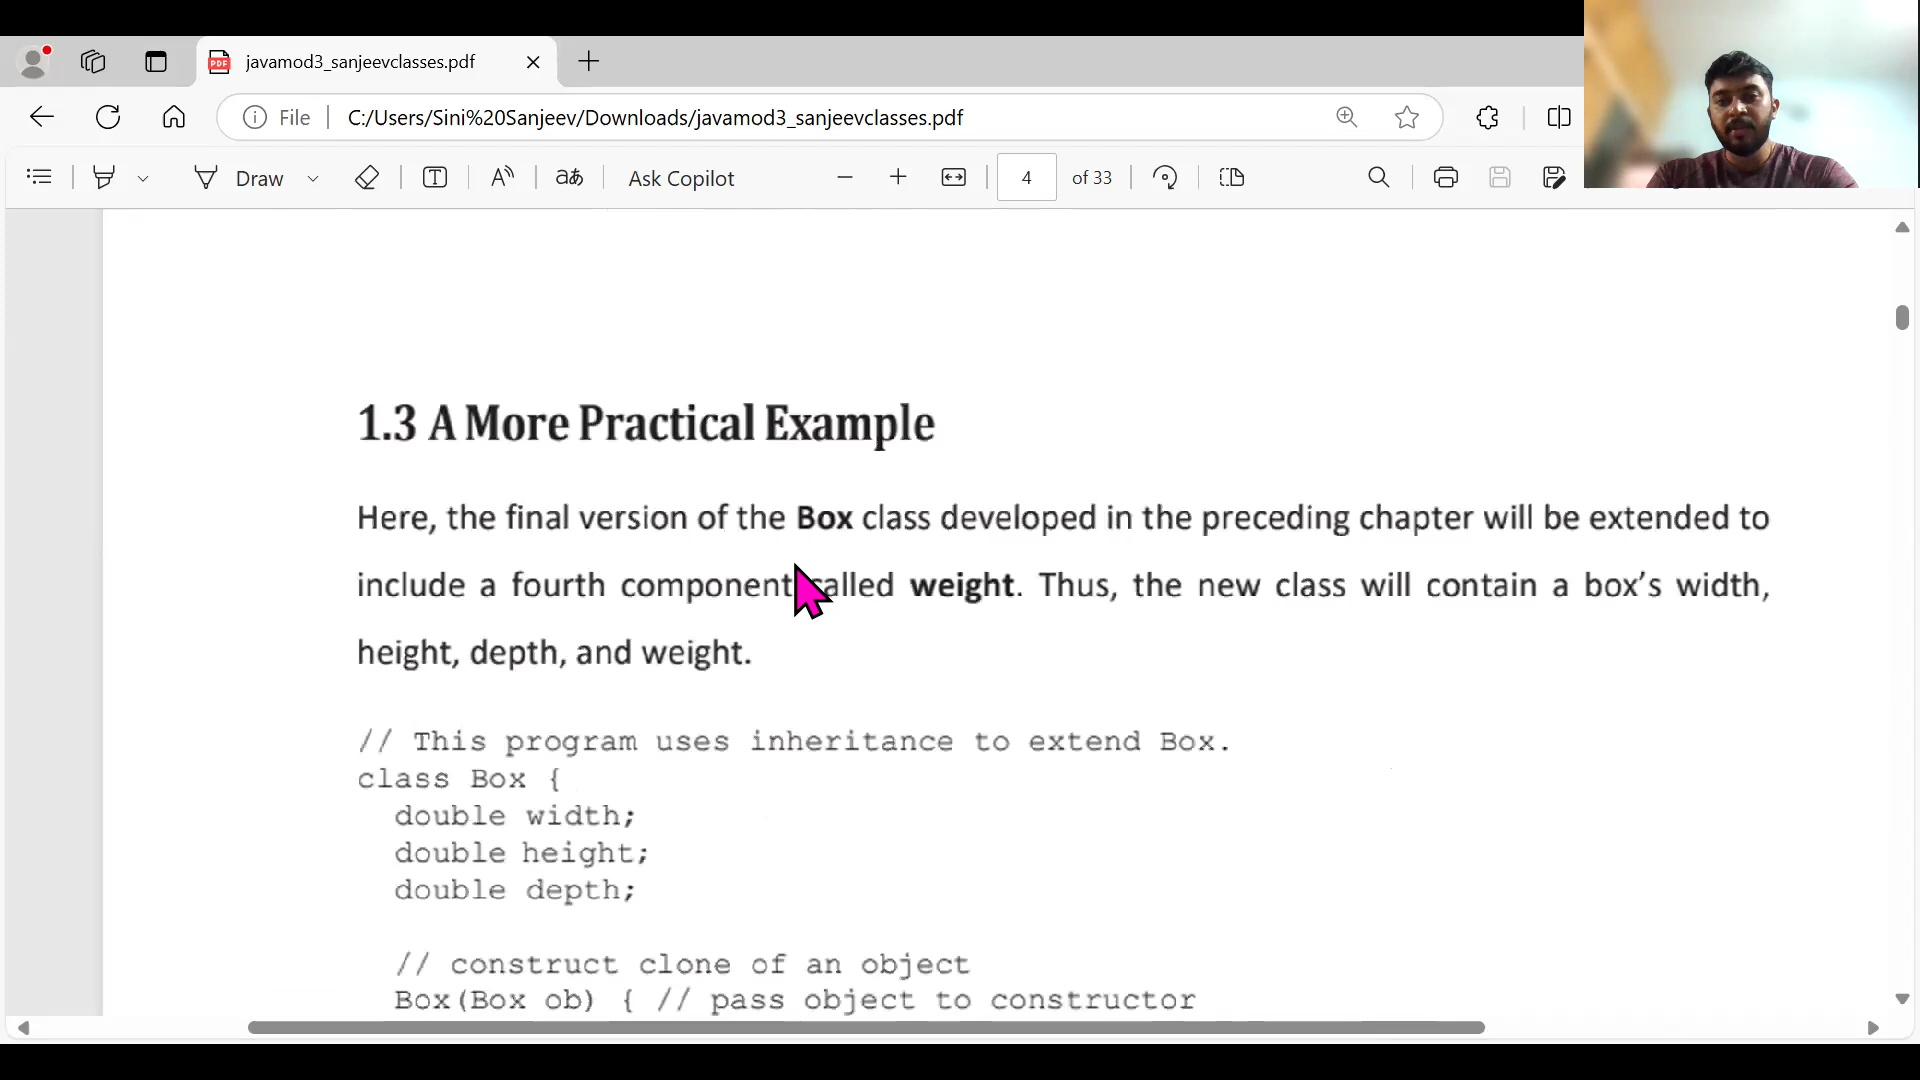 javamod3_sanjeevclasses.pdf
File
C:/Users/Sini%20Sanjeev/Downloads/javamod3_sanjeevclasses.pdf
Draw
aあ
Ask Copilot
4 of 33
1.3 A More Practical Example
Here, the final version of the Box class developed in the preceding chapter will be extended to
include a fourth component called weight. Thus, the new class will contain a box's width,
height, depth, and weight.
// This program uses inheritance to extend Box.
class Box {
double width;
double height;
double depth;
// construct clone of an object
Box(Box ob) { // pass object to constructor